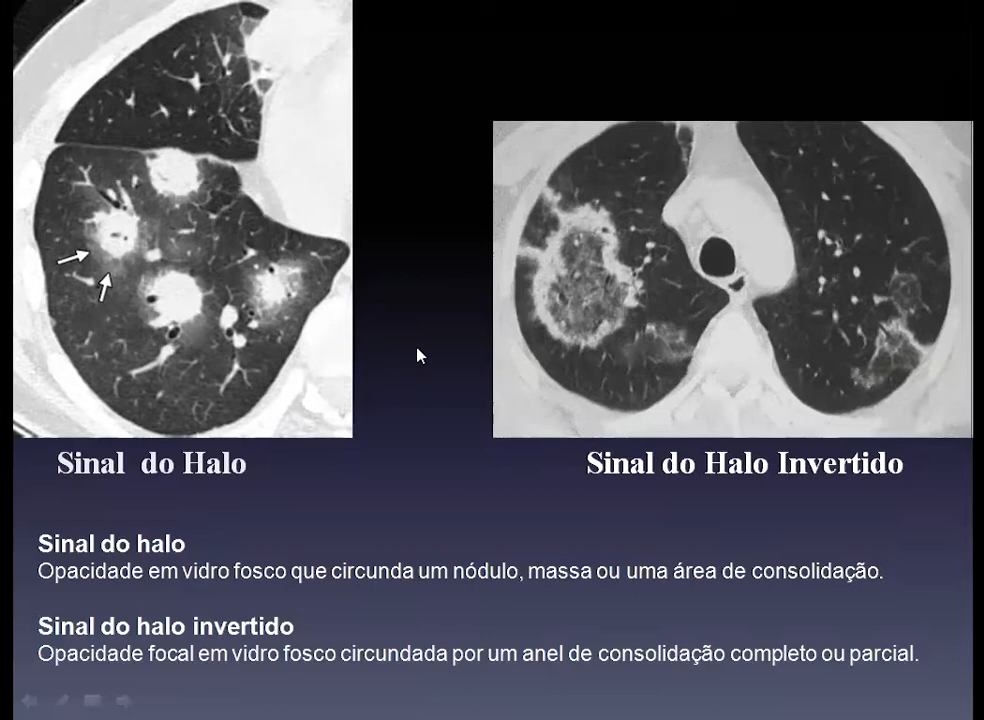 Sinal do Halo
Sinal do Halo Invertido
Sinal do halo
Opacidade em vidro fosco que circunda um nódulo, massa ou uma área de consolidação.
Sinal do halo invertido
Opacidade focal em vidro fosco circundada por um anel de consolidação completo ou parcial.